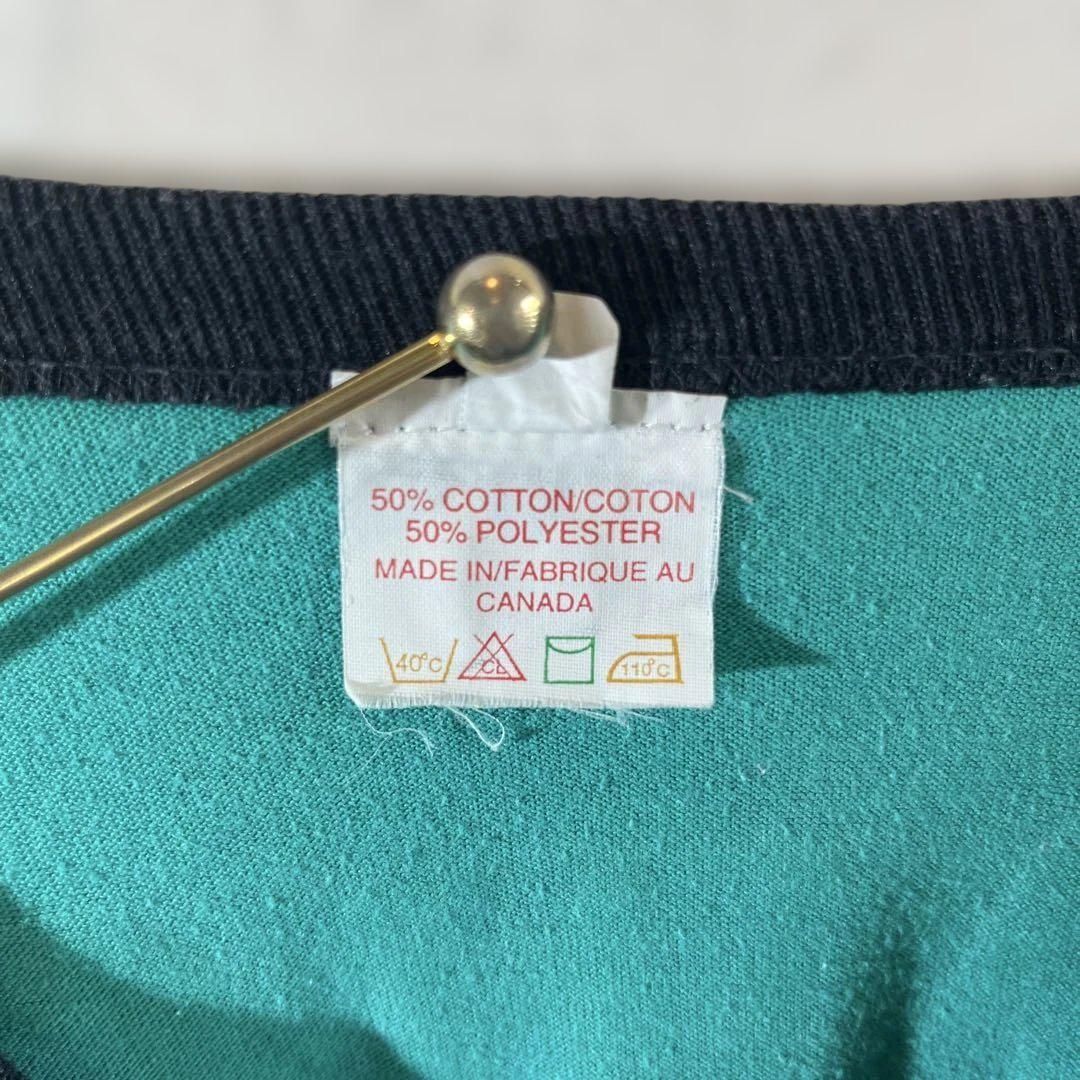 50% COTTON/COTON
50% POLYESTER
MADE IN/FABRIQUE AU
CANADA
40°C CL 110°C